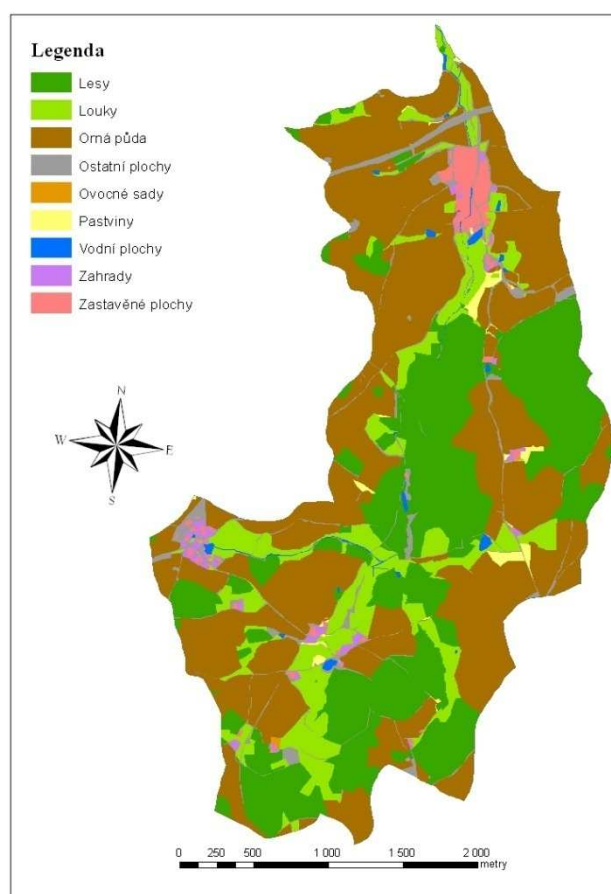 Legenda
Lesy
Louky
Orná půda
Ostatní plochy
Ovocné sady
Pastviny
Vodní plochy
Zahrady
Zastavěné plochy
N
W
E
S
0 250 500 1 000 1 500 2 000
metry